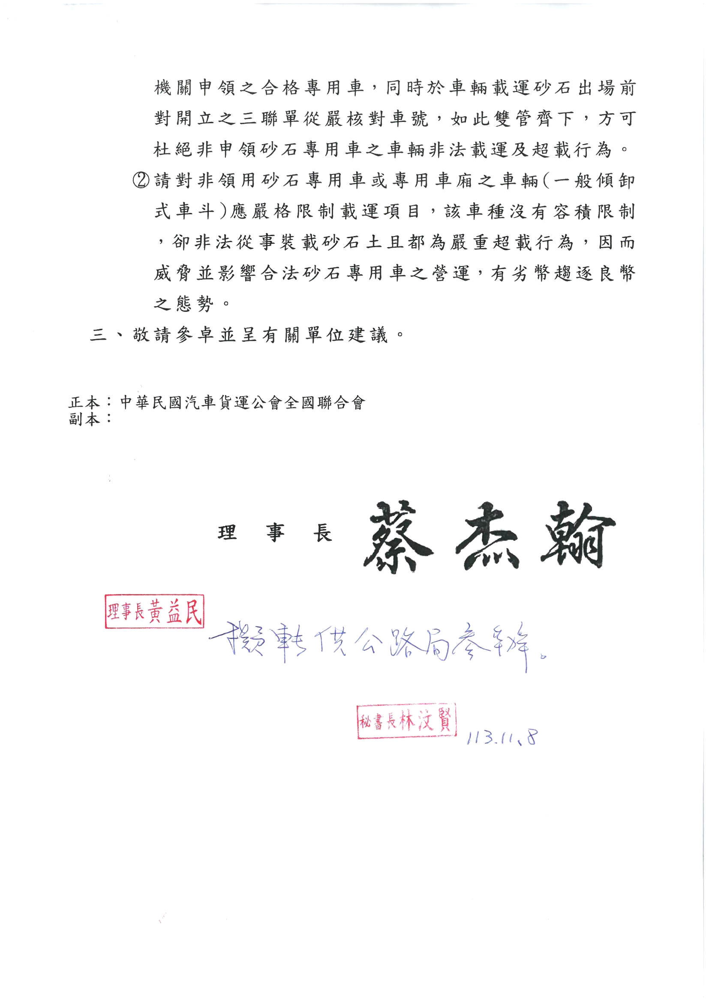 機關申領之合格專用車，同時於車輛載運砂石出場前
對開立之三聯單從嚴核對車號，如此雙管齊下，方可
杜絕非申領砂石專用車之車輛非法載運及超載行為。
②請對非領用砂石專用車或專用車廂之車輛(一般傾卸
式車斗)應嚴格限制載運項目，該車種沒有容積限制
，卻非法從事裝載砂石土且都為嚴重超載行為，因而
威脅並影響合法砂石專用車之營運，有劣幣趨逐良幣
之態勢。
三、敬請參卓並呈有關單位建議。
正本：中華民國汽車貨運公會全國聯合會
副本：
理事長 蔡杰翰
理事長黃益民
擬轉供公路局參辦。
秘書長林汶賢
113.11、8